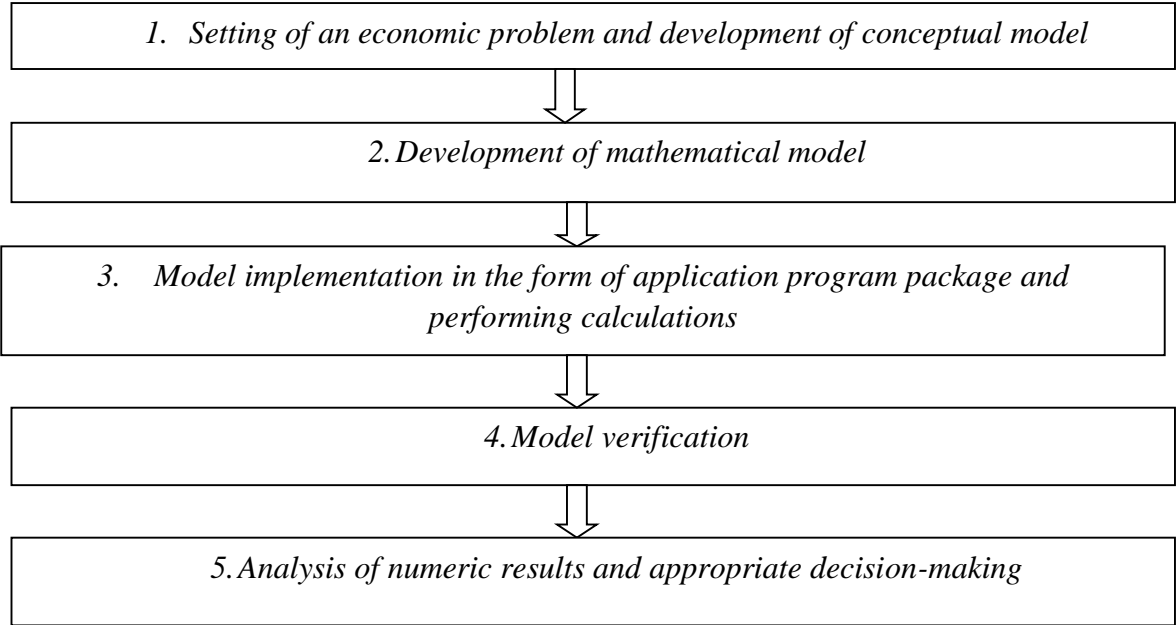 1. Setting of an economic problem and development of conceptual model
2. Development of mathematical model
3. Model implementation in the form of application program package and
performing calculations
4. Model verification
5. Analysis of numeric results and appropriate decision-making